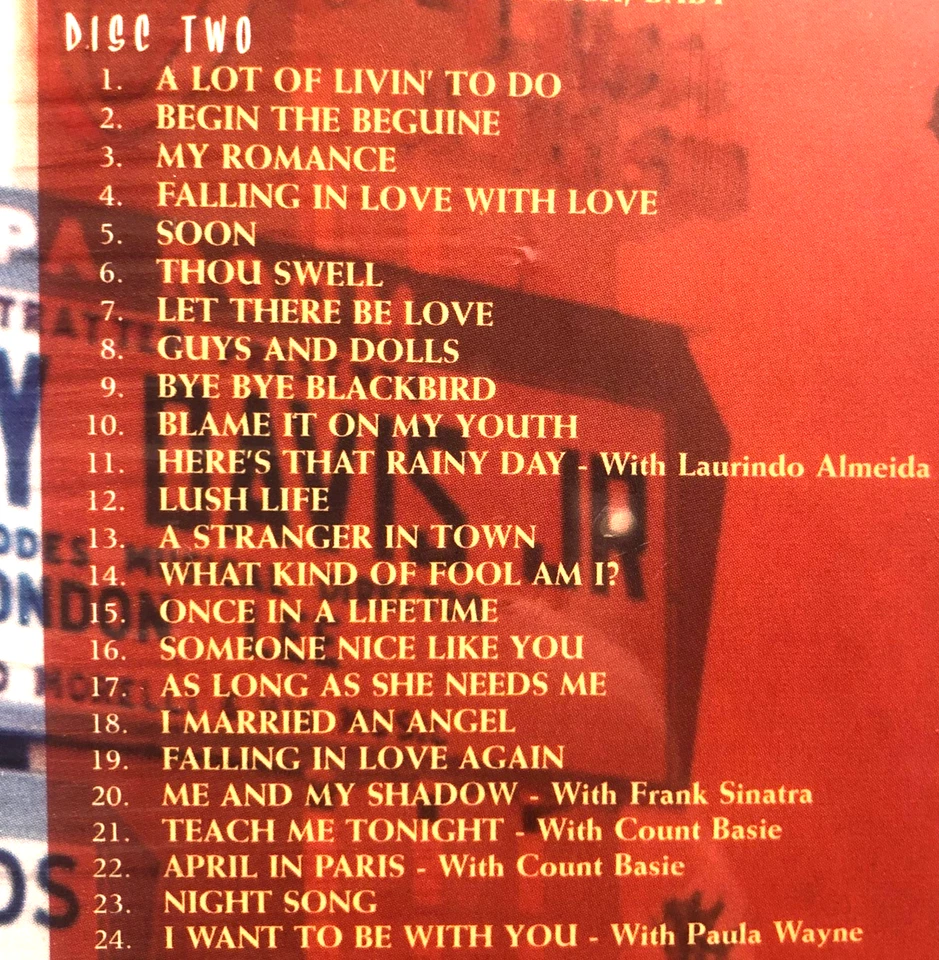 BABY
DISC TWO
1. A LOT OF LIVIN' TO DO
2. BEGIN THE BEGUINE
3. MY ROMANCE
4. FALLING IN LOVE WITH LOVE
5. SOON
6. THOU SWELL
7. LET THERE BE LOVE
8. GUYS AND DOLLS
9. BYE BYE BLACKBIRD
10. BLAME IT ON MY YOUTH
11. HERE'S THAT RAINY DAY - With Laurindo Almeida
12. LUSH LIFE
13. A STRANGER IN TOWN
14. WHAT KIND OF FOOL AM I?
15. ONCE IN A LIFETIME
16. SOMEONE NICE LIKE YOU
17. AS LONG AS SHE NEEDS ME
18. I MARRIED AN ANGEL
19. FALLING IN LOVE AGAIN
20. ME AND MY SHADOW - With Frank Sinatra
21. TEACH ME TONIGHT - With Count Basie
22. APRIL IN PARIS - With Count Basie
23. NIGHT SONG
24. I WANT TO BE WITH YOU - With Paula Wayne
DAVIS JR